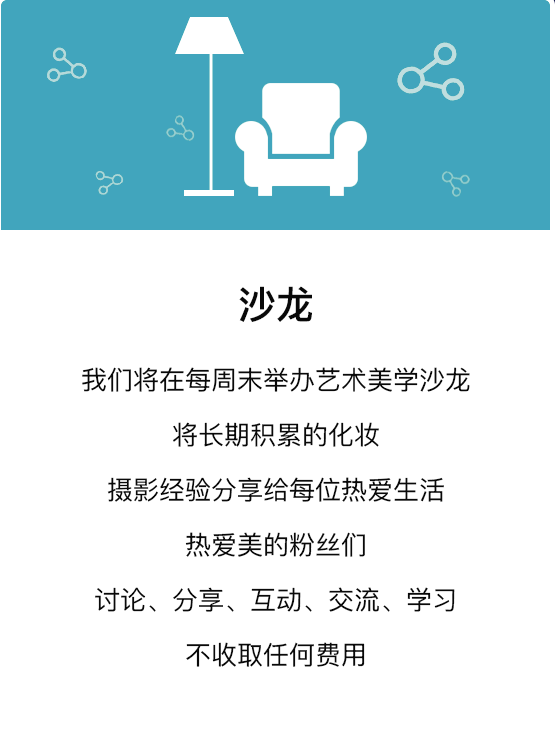 沙龙
我们将在每周末举办艺术美学沙龙
将长期积累的化妆
摄影经验分享给每位热爱生活
热爱美的粉丝们
讨论、分享、互动、交流、学习
不收取任何费用